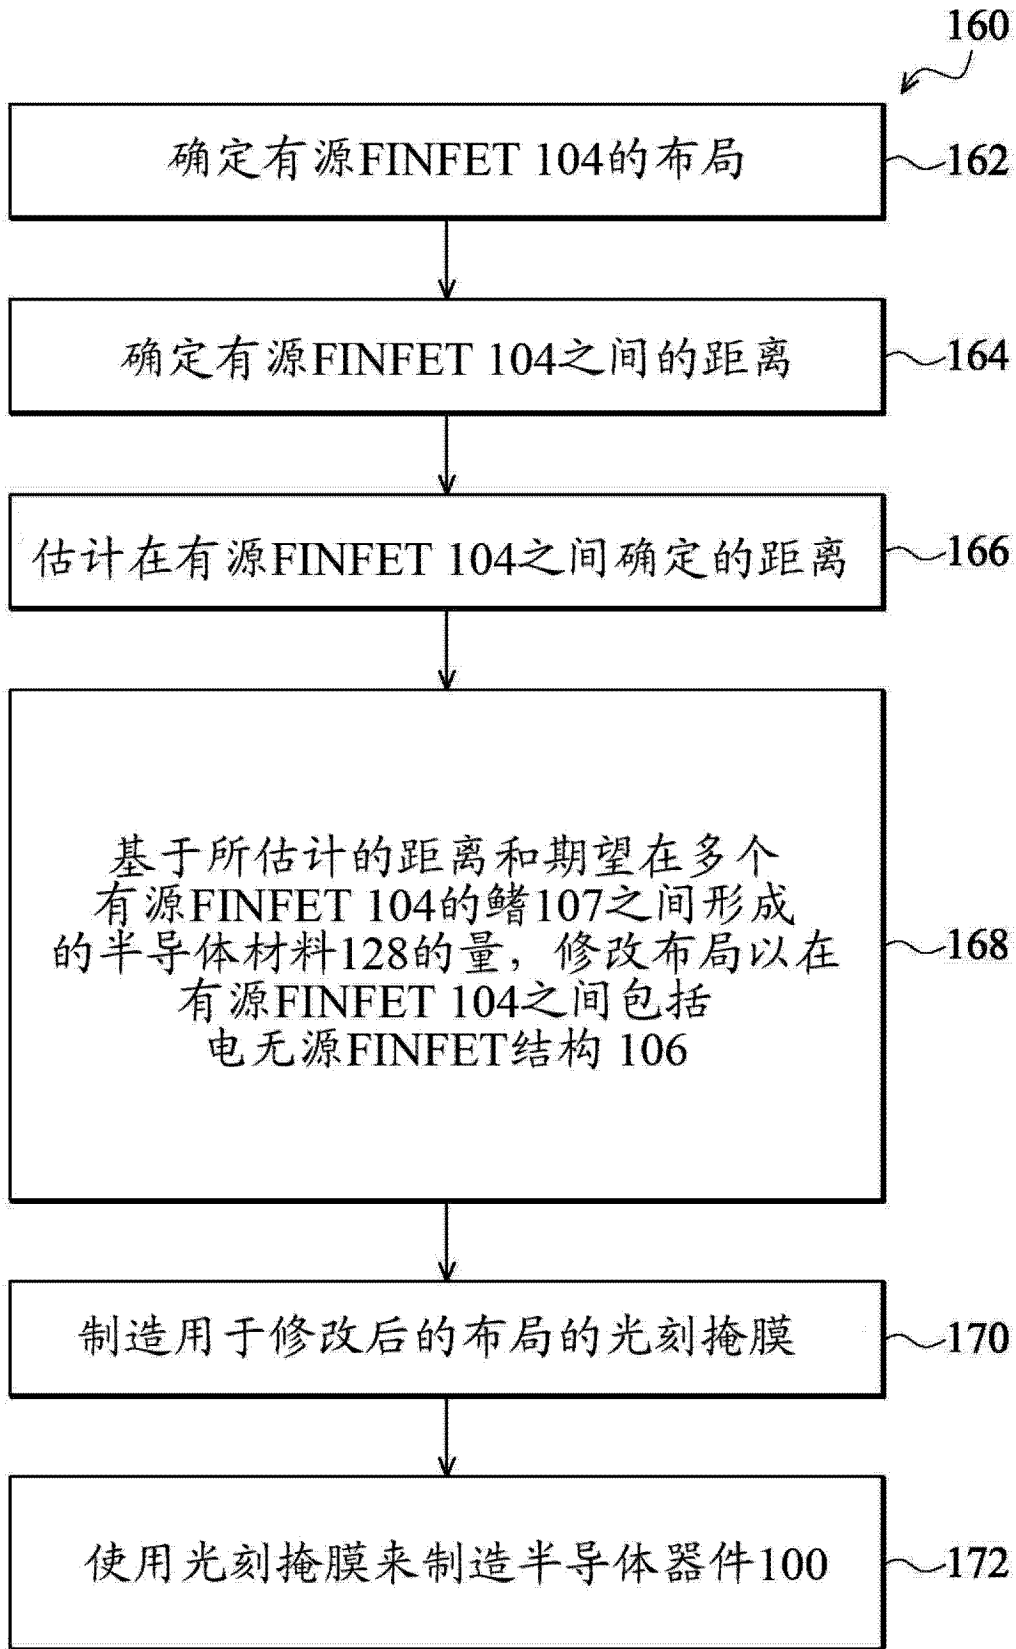 160
确定有源FINFET 104的布局
162
确定有源FINFET 104之间的距离
164
估计在有源FINFET 104之间确定的距离
166
基于所估计的距离和期望在多个
有源FINFET 104的鳍107之间形成
的半导体材料128的量，修改布局以在
有源FINFET 104之间包括
电无源FINFET结构 106
168
制造用于修改后的布局的光刻掩膜
170
使用光刻掩膜来制造半导体器件100
172